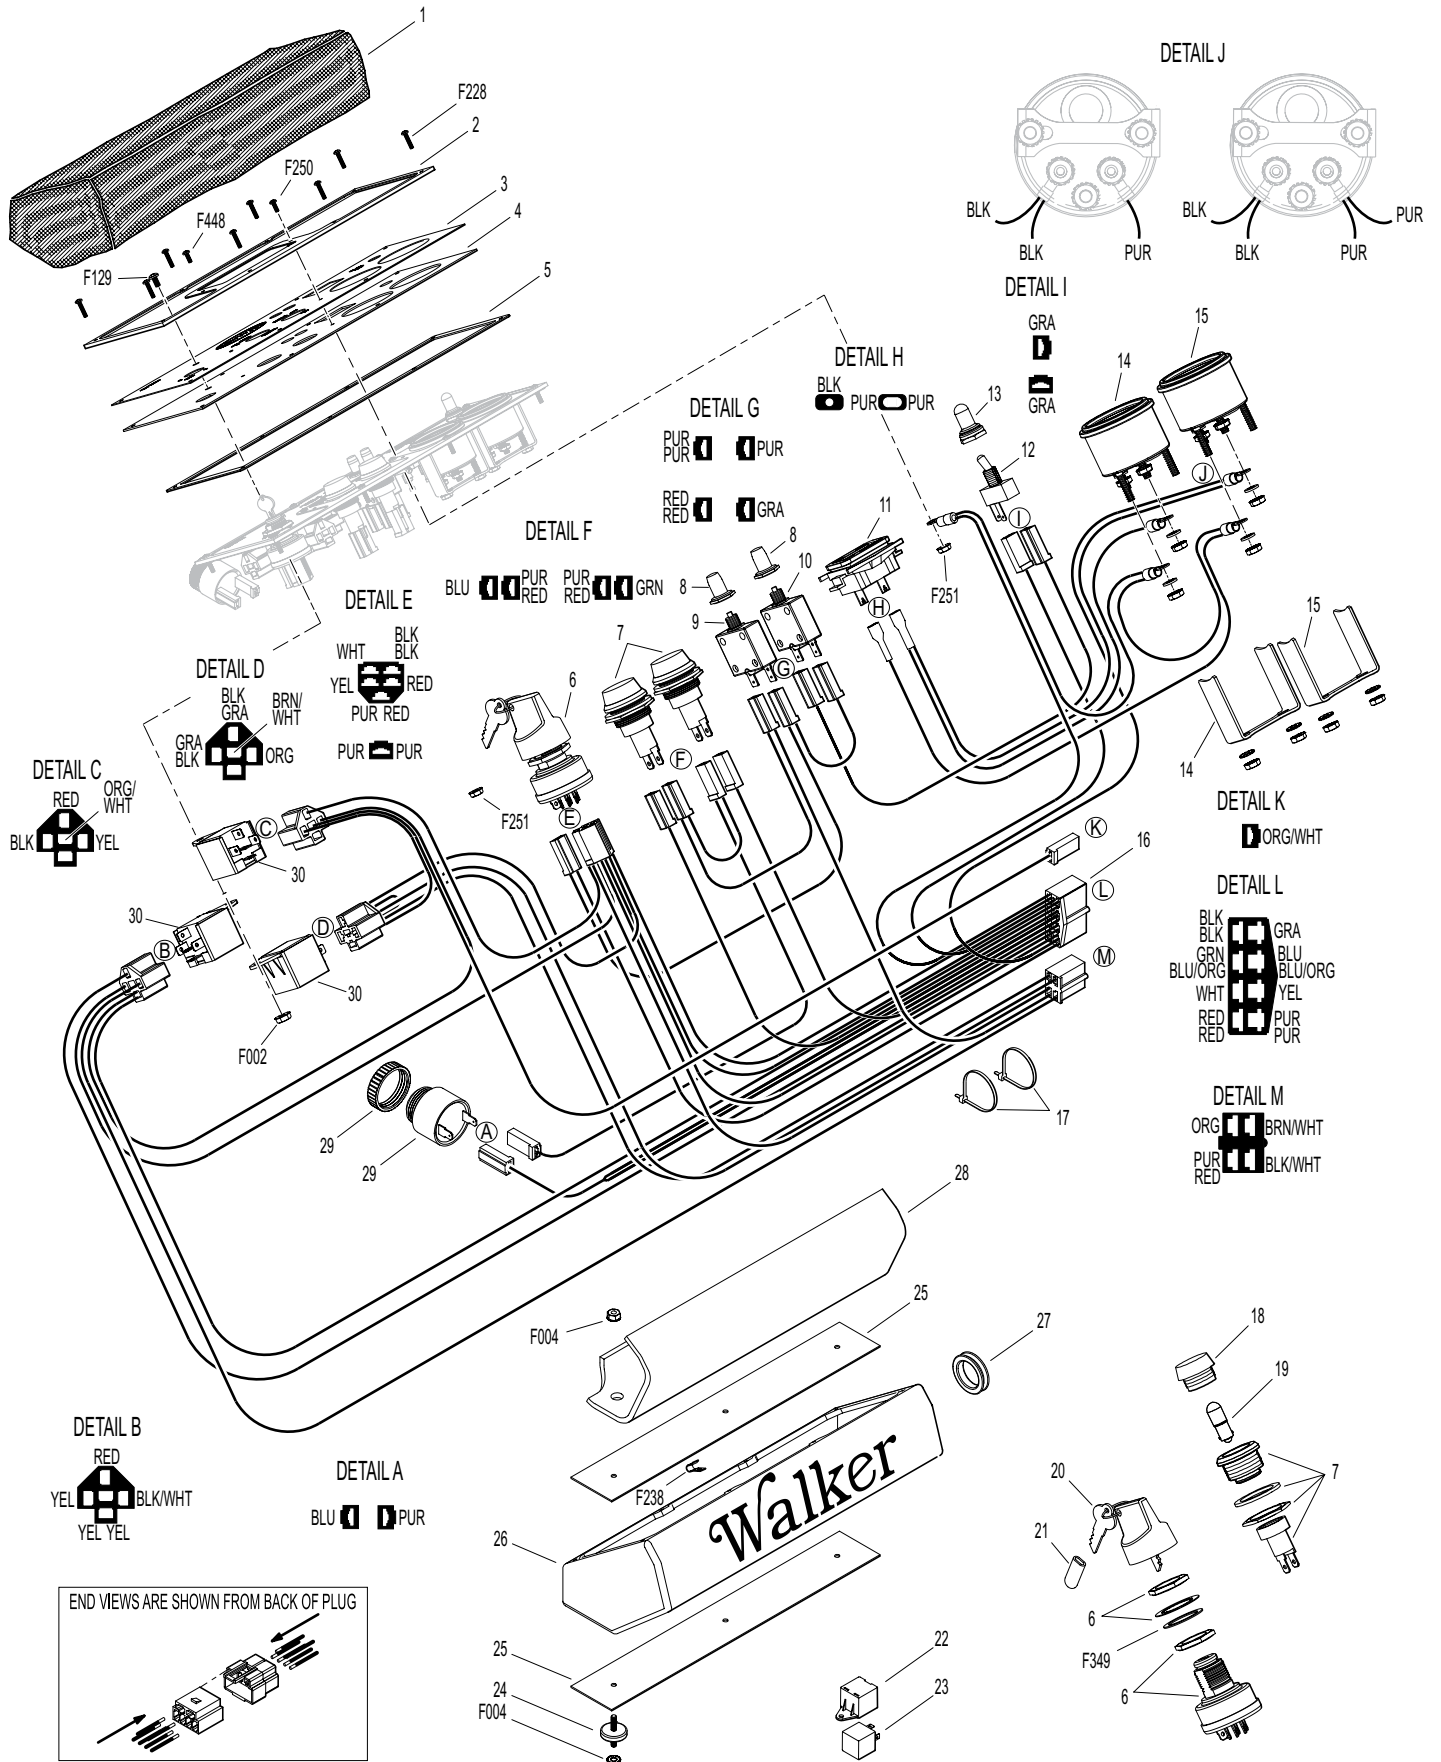 1
F228
2
F250
3
F448
4
F129
5
DETAIL J
BLK
BLK
PUR
BLK
BLK
PUR
PUR
DETAIL I
GRA
GRA
15
14
DETAIL H
BLK
PUR
PUR
13
12
11
DETAIL G
PUR
PUR
PUR
RED
RED
GRA
8
10
8
9
DETAIL F
BLU
PUR
RED
PUR
RED
GRN
7
6
DETAIL E
WHT
BLK
BLK
YEL
RED
PUR RED
PUR
PUR
DETAIL D
BLK
GRA
BRN/
WHT
GRA
BLK
ORG
DETAIL C
RED
ORG/
WHT
BLK
YEL
F251
F251
I
J
H
G
F
E
C
D
B
A
30
30
30
F002
15
14
DETAIL K
ORG/WHT
K
16
L
M
DETAIL L
BLK
BLK
GRA
GRN
BLU/ORG
BLU
BLU/ORG
WHT
YEL
RED
RED
PUR
PUR
DETAIL M
ORG
BRN/WHT
PUR
RED
BLK/WHT
17
29
29
28
F004
25
27
18
19
7
20
21
6
F349
6
F238
26
Walker
25
24
F004
22
23
DETAIL B
RED
YEL
BLK/WHT
YEL YEL
DETAIL A
BLU
PUR
END VIEWS ARE SHOWN FROM BACK OF PLUG